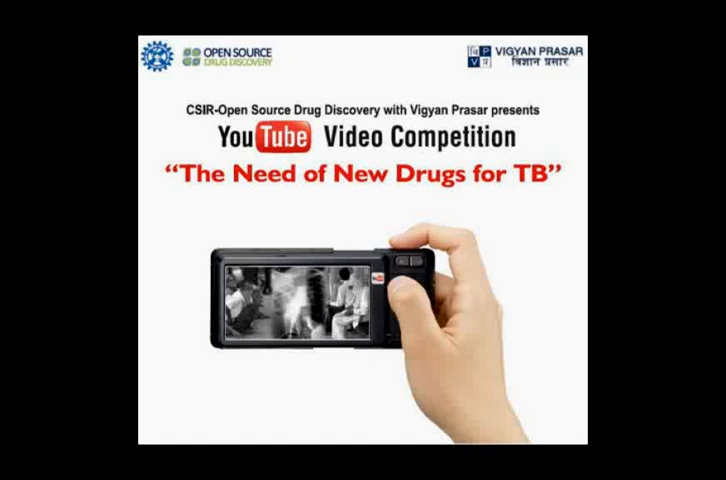 OPEN SOURCE
DRUG DISCOVERY
VIGYAN PRASAR
विज्ञान प्रसार
CSIR-Open Source Drug Discovery with Vigyan Prasar presents
YouTube Video Competition
“The Need of New Drugs for TB”